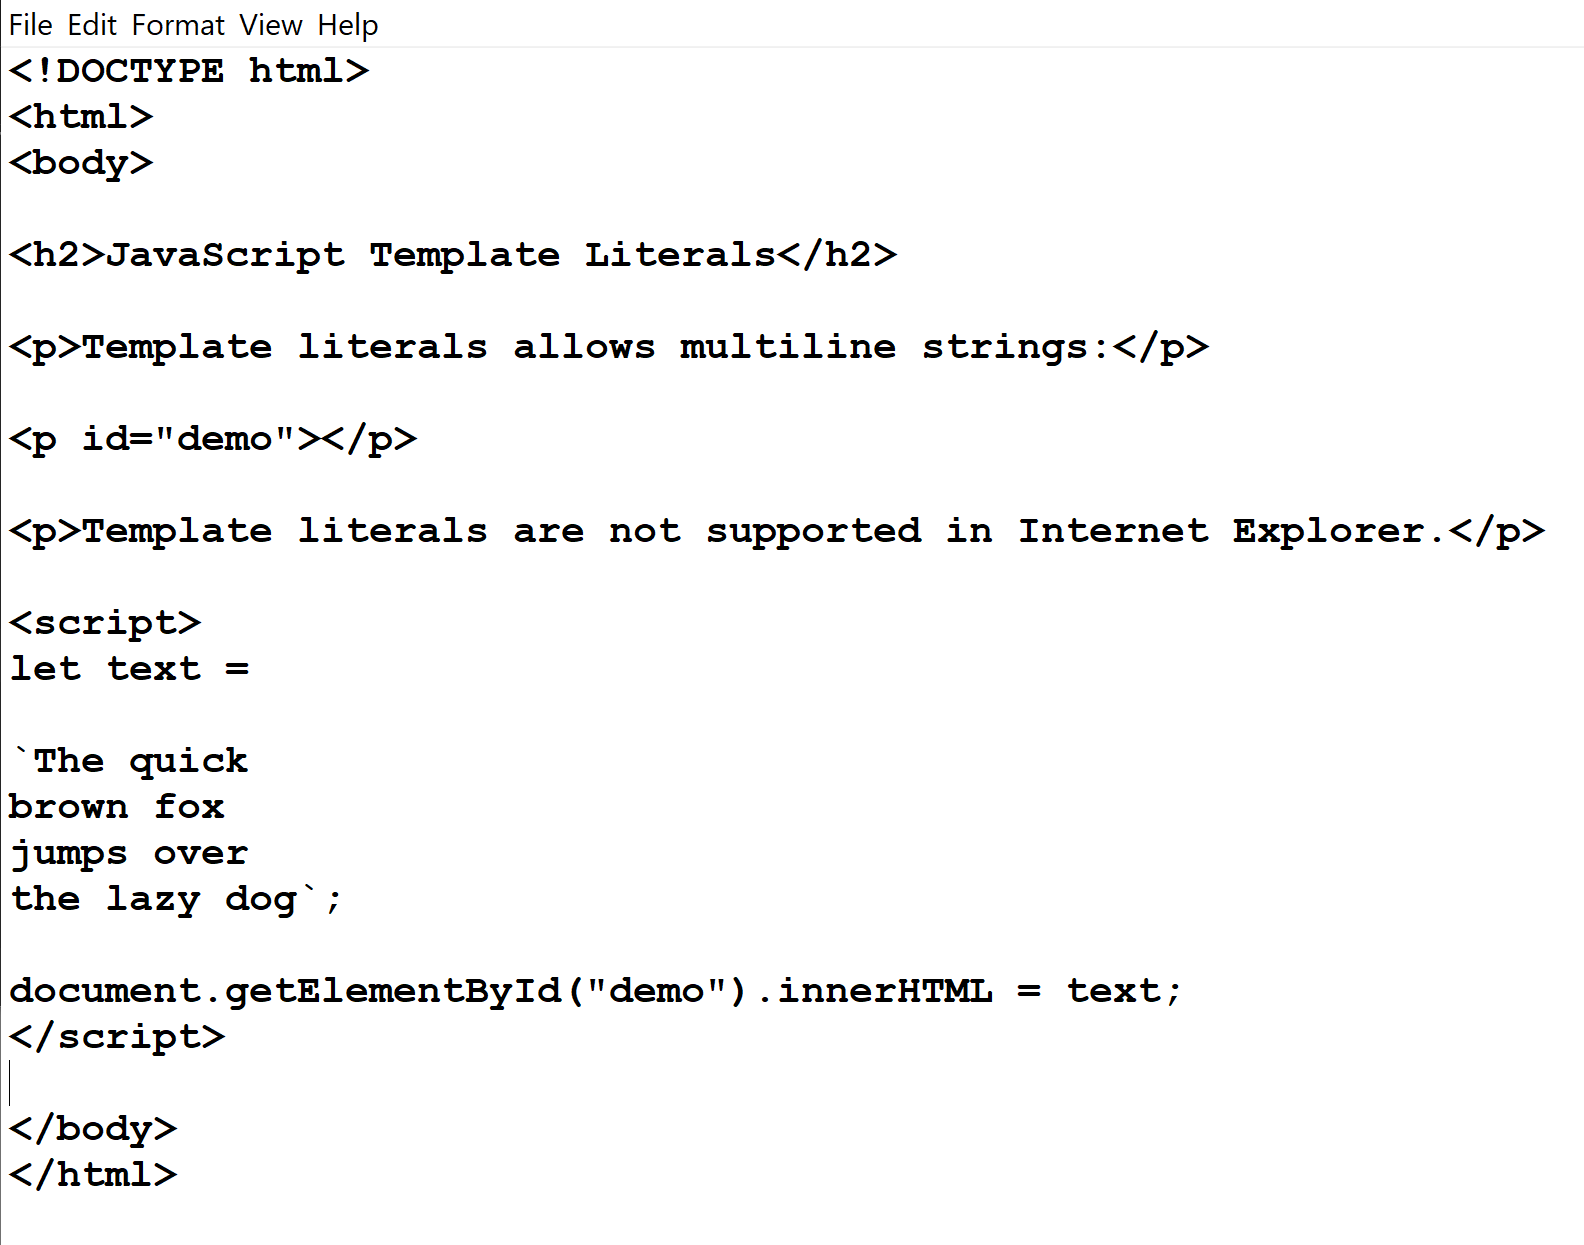 File Edit Format View Help
<!DOCTYPE html>
<html>
<body>
<h2>JavaScript Template Literals</h2>
<p>Template literals allows multiline strings:</p>
<p id="demo"></p>
<p>Template literals are not supported in Internet Explorer.</p>
<script>
let text =
`The quick
brown fox
jumps over
the lazy dog`;
document.getElementById("demo").innerHTML = text;
</script>
</body>
</html>